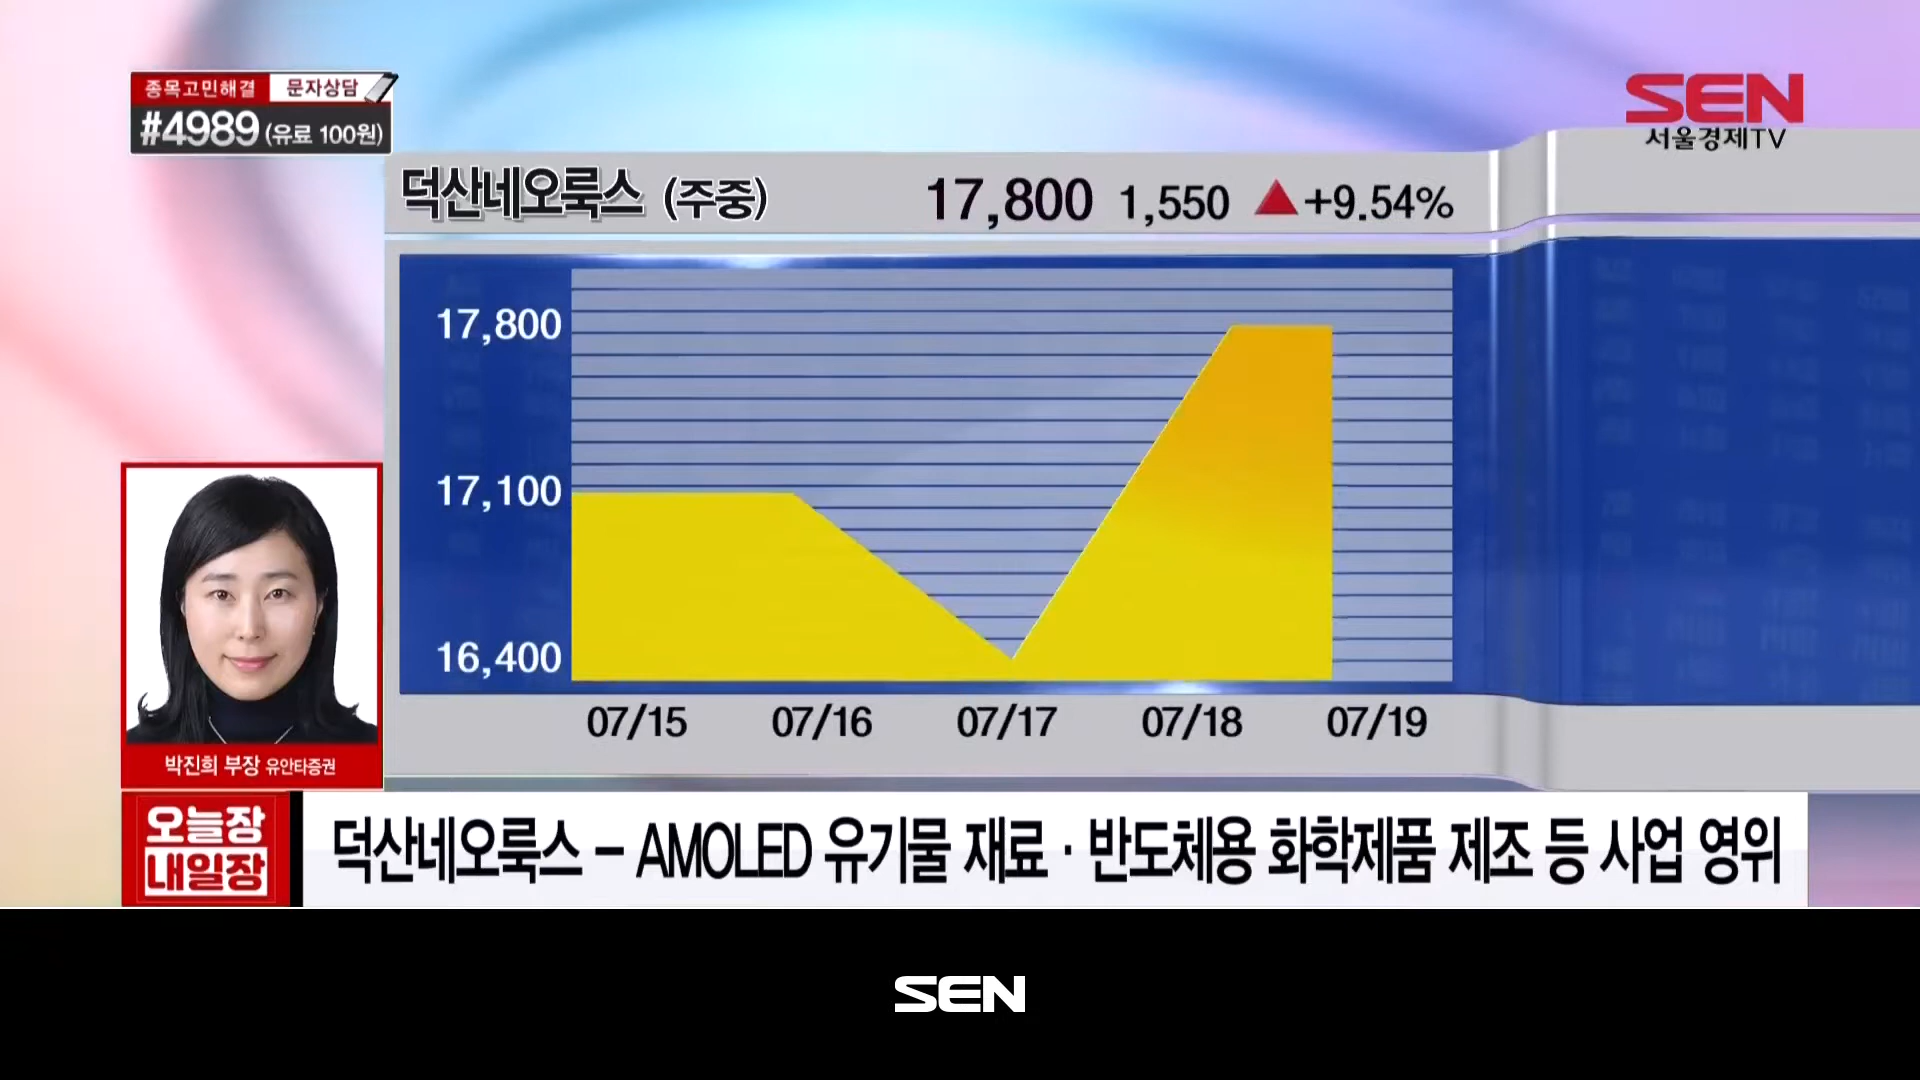 종목고민해결 문자상담
#4989 (유료 100원)
SEN
서울경제TV
덕산네오룩스 (주중) 17,800 1,550 ▲+9.54%
17,800
17,100
16,400
07/15 07/16 07/17 07/18 07/19
박진희 부장 유안타증권
오늘장
내일장
덕산네오룩스 – AMOLED 유기물 재료·반도체용 화학제품 제조 등 사업 영위
SEN